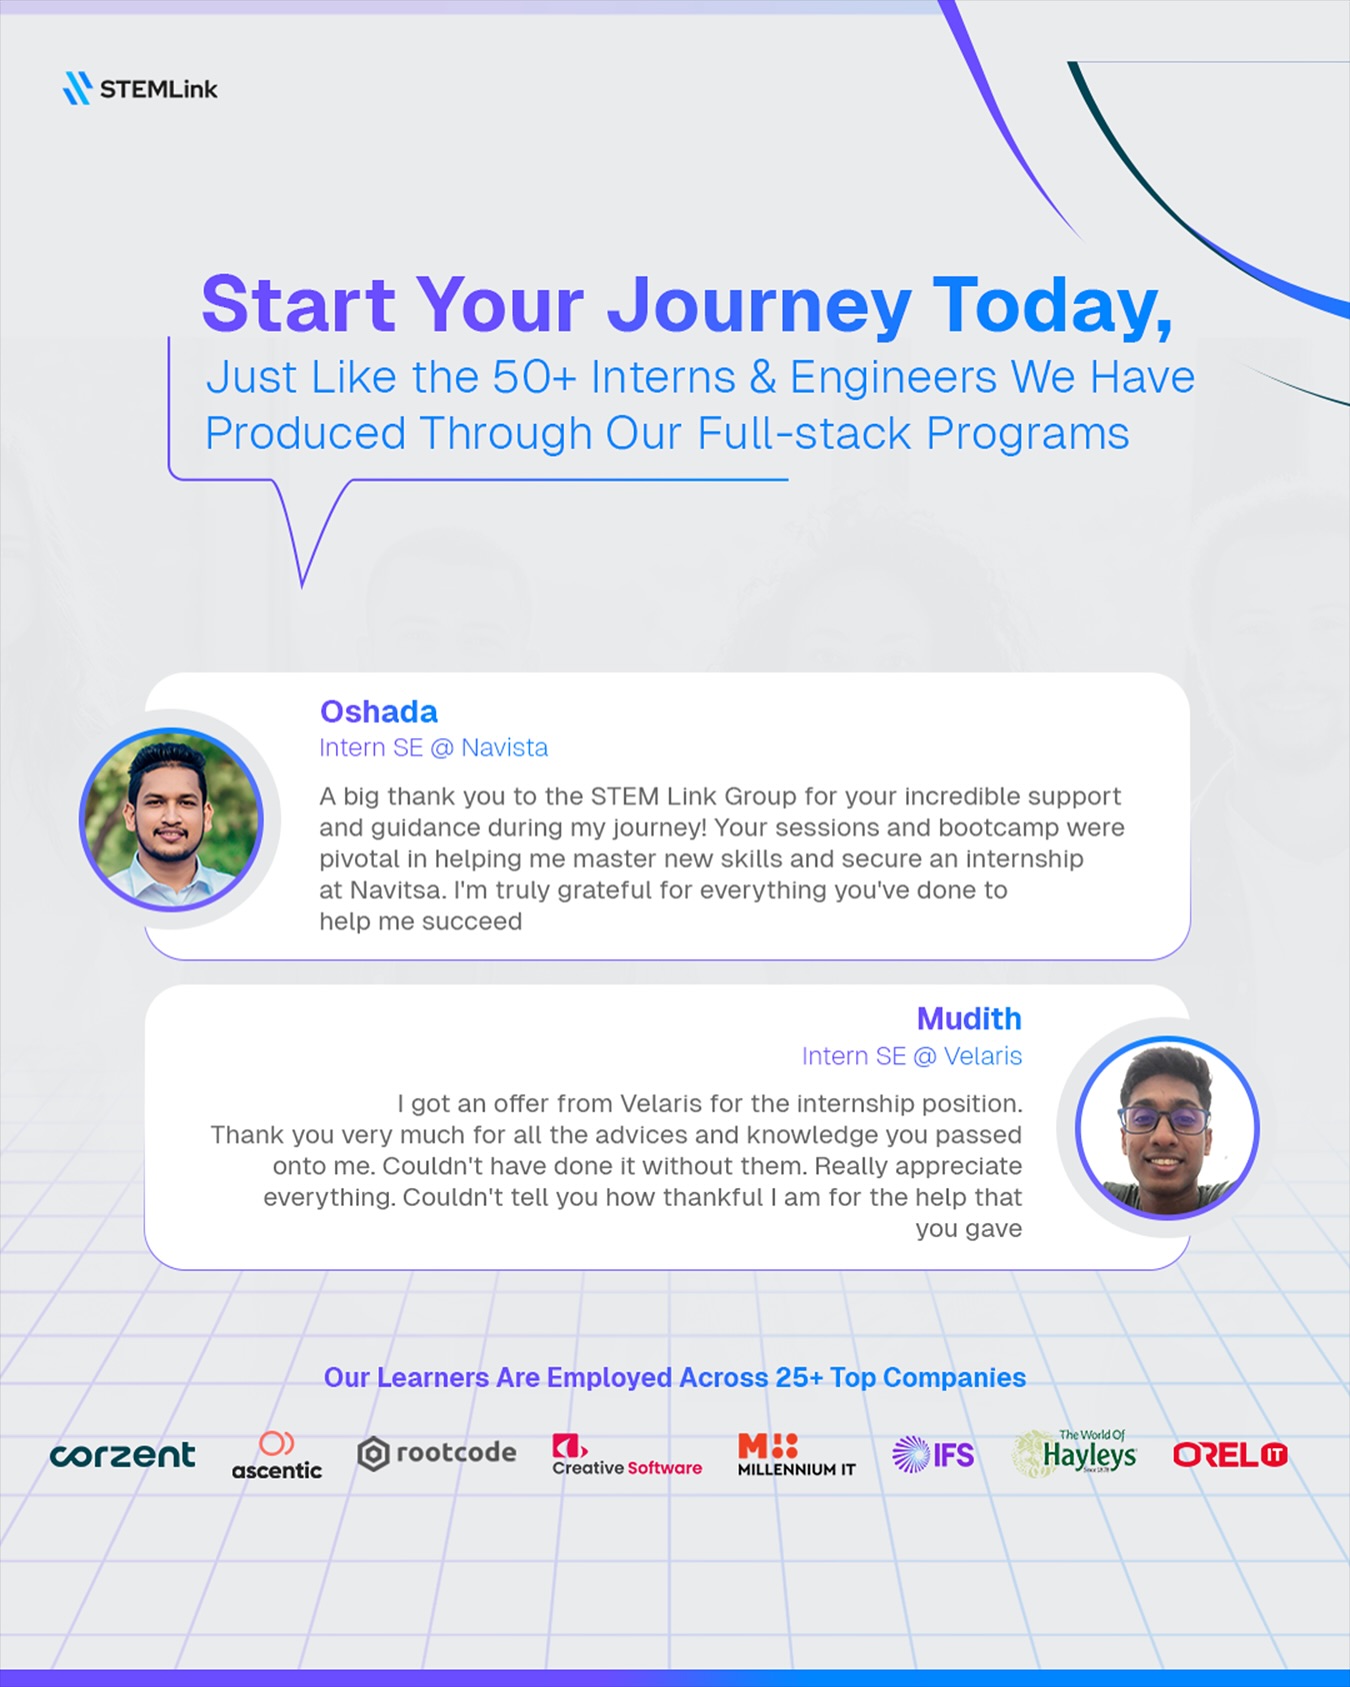 STEMLink
Start Your Journey Today,
Just Like the 50+ Interns & Engineers We Have
Produced Through Our Full-stack Programs
Oshada
Intern SE @ Navista
A big thank you to the STEM Link Group for your incredible support
and guidance during my journey! Your sessions and bootcamp were
pivotal in helping me master new skills and secure an internship
at Navitsa. I'm truly grateful for everything you've done to
help me succeed
Mudith
Intern SE @ Velaris
I got an offer from Velaris for the internship position.
Thank you very much for all the advices and knowledge you passed
onto me. Couldn't have done it without them. Really appreciate
everything. Couldn't tell you how thankful I am for the help that
you gave
Our Learners Are Employed Across 25+ Top Companies
corzent
ascentic
rootcode
Creative Software
MILLENNIUM IT
IFS
The World Of
Hayleys
Since 1878
OREL IT